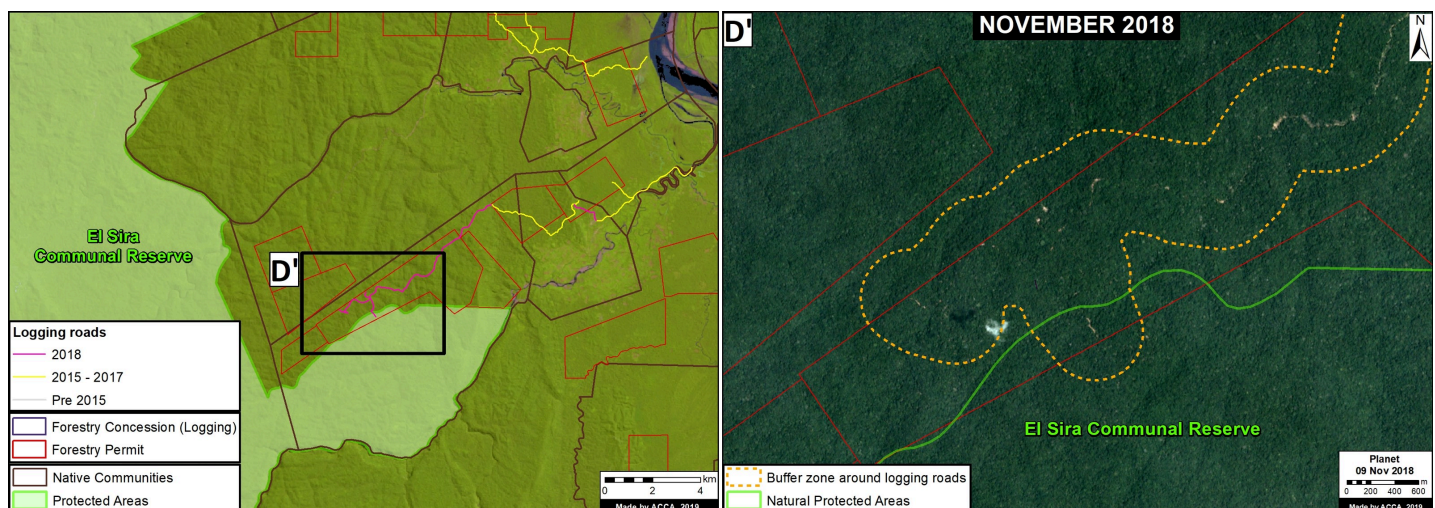 El Sira
Communal Reserve
D'
Logging roads
2018
2015 - 2017
Pre 2015
Forestry Concession (Logging)
Forestry Permit
Native Communities
Protected Areas
km
0 2 4
Made by ACCA, 2019
D'
NOVEMBER 2018
N
El Sira Communal Reserve
Buffer zone around logging roads
Natural Protected Areas
Planet
09 Nov 2018
m
0 200 400 600
Made by ACCA, 2019